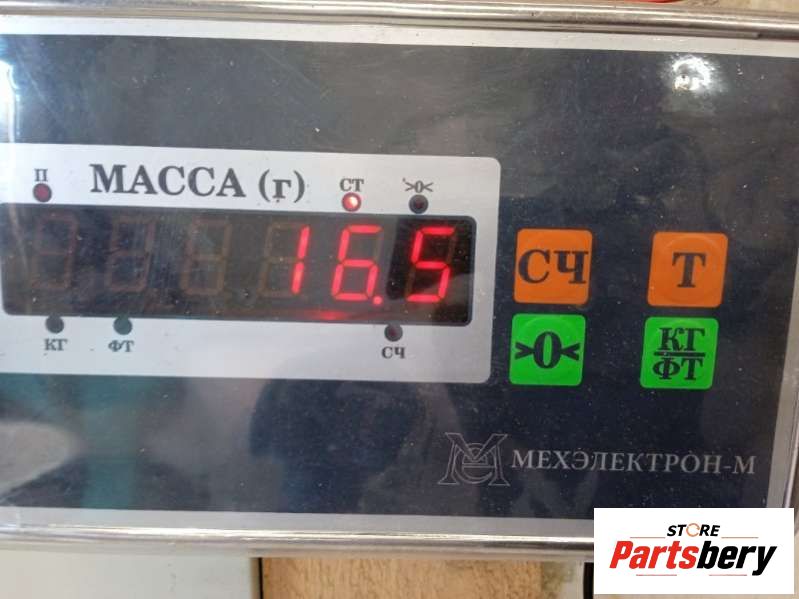 П
МАССА (г)
СТ
>0<
16.5
КГ
ФТ
СЧ
СЧ
Т
>0<
КГ
ФТ
МЕХЭЛЕКТРОН-М
STORE
Partsbery